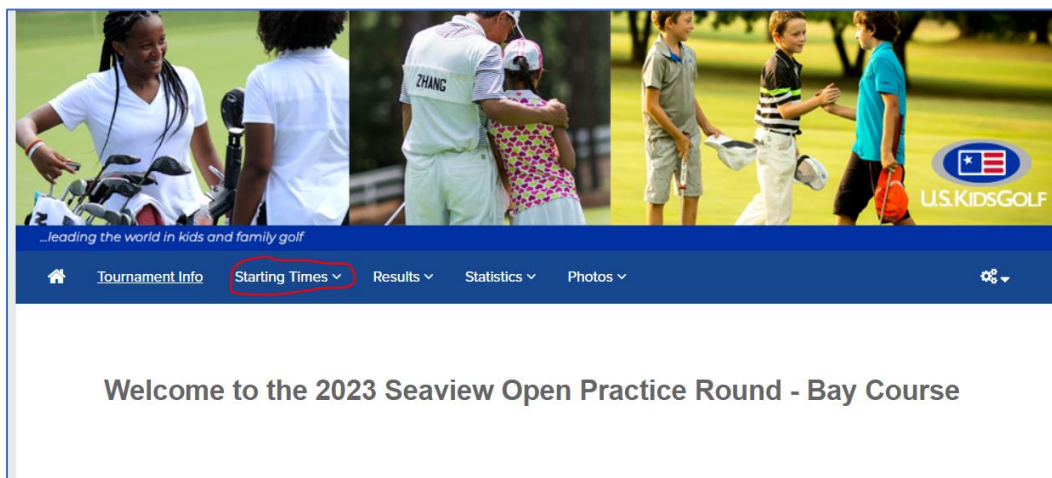 ZHANG
U.S.KIDSGOLF
...leading the world in kids and family golf
Tournament Info Starting Times Results Statistics Photos
Welcome to the 2023 Seaview Open Practice Round - Bay Course